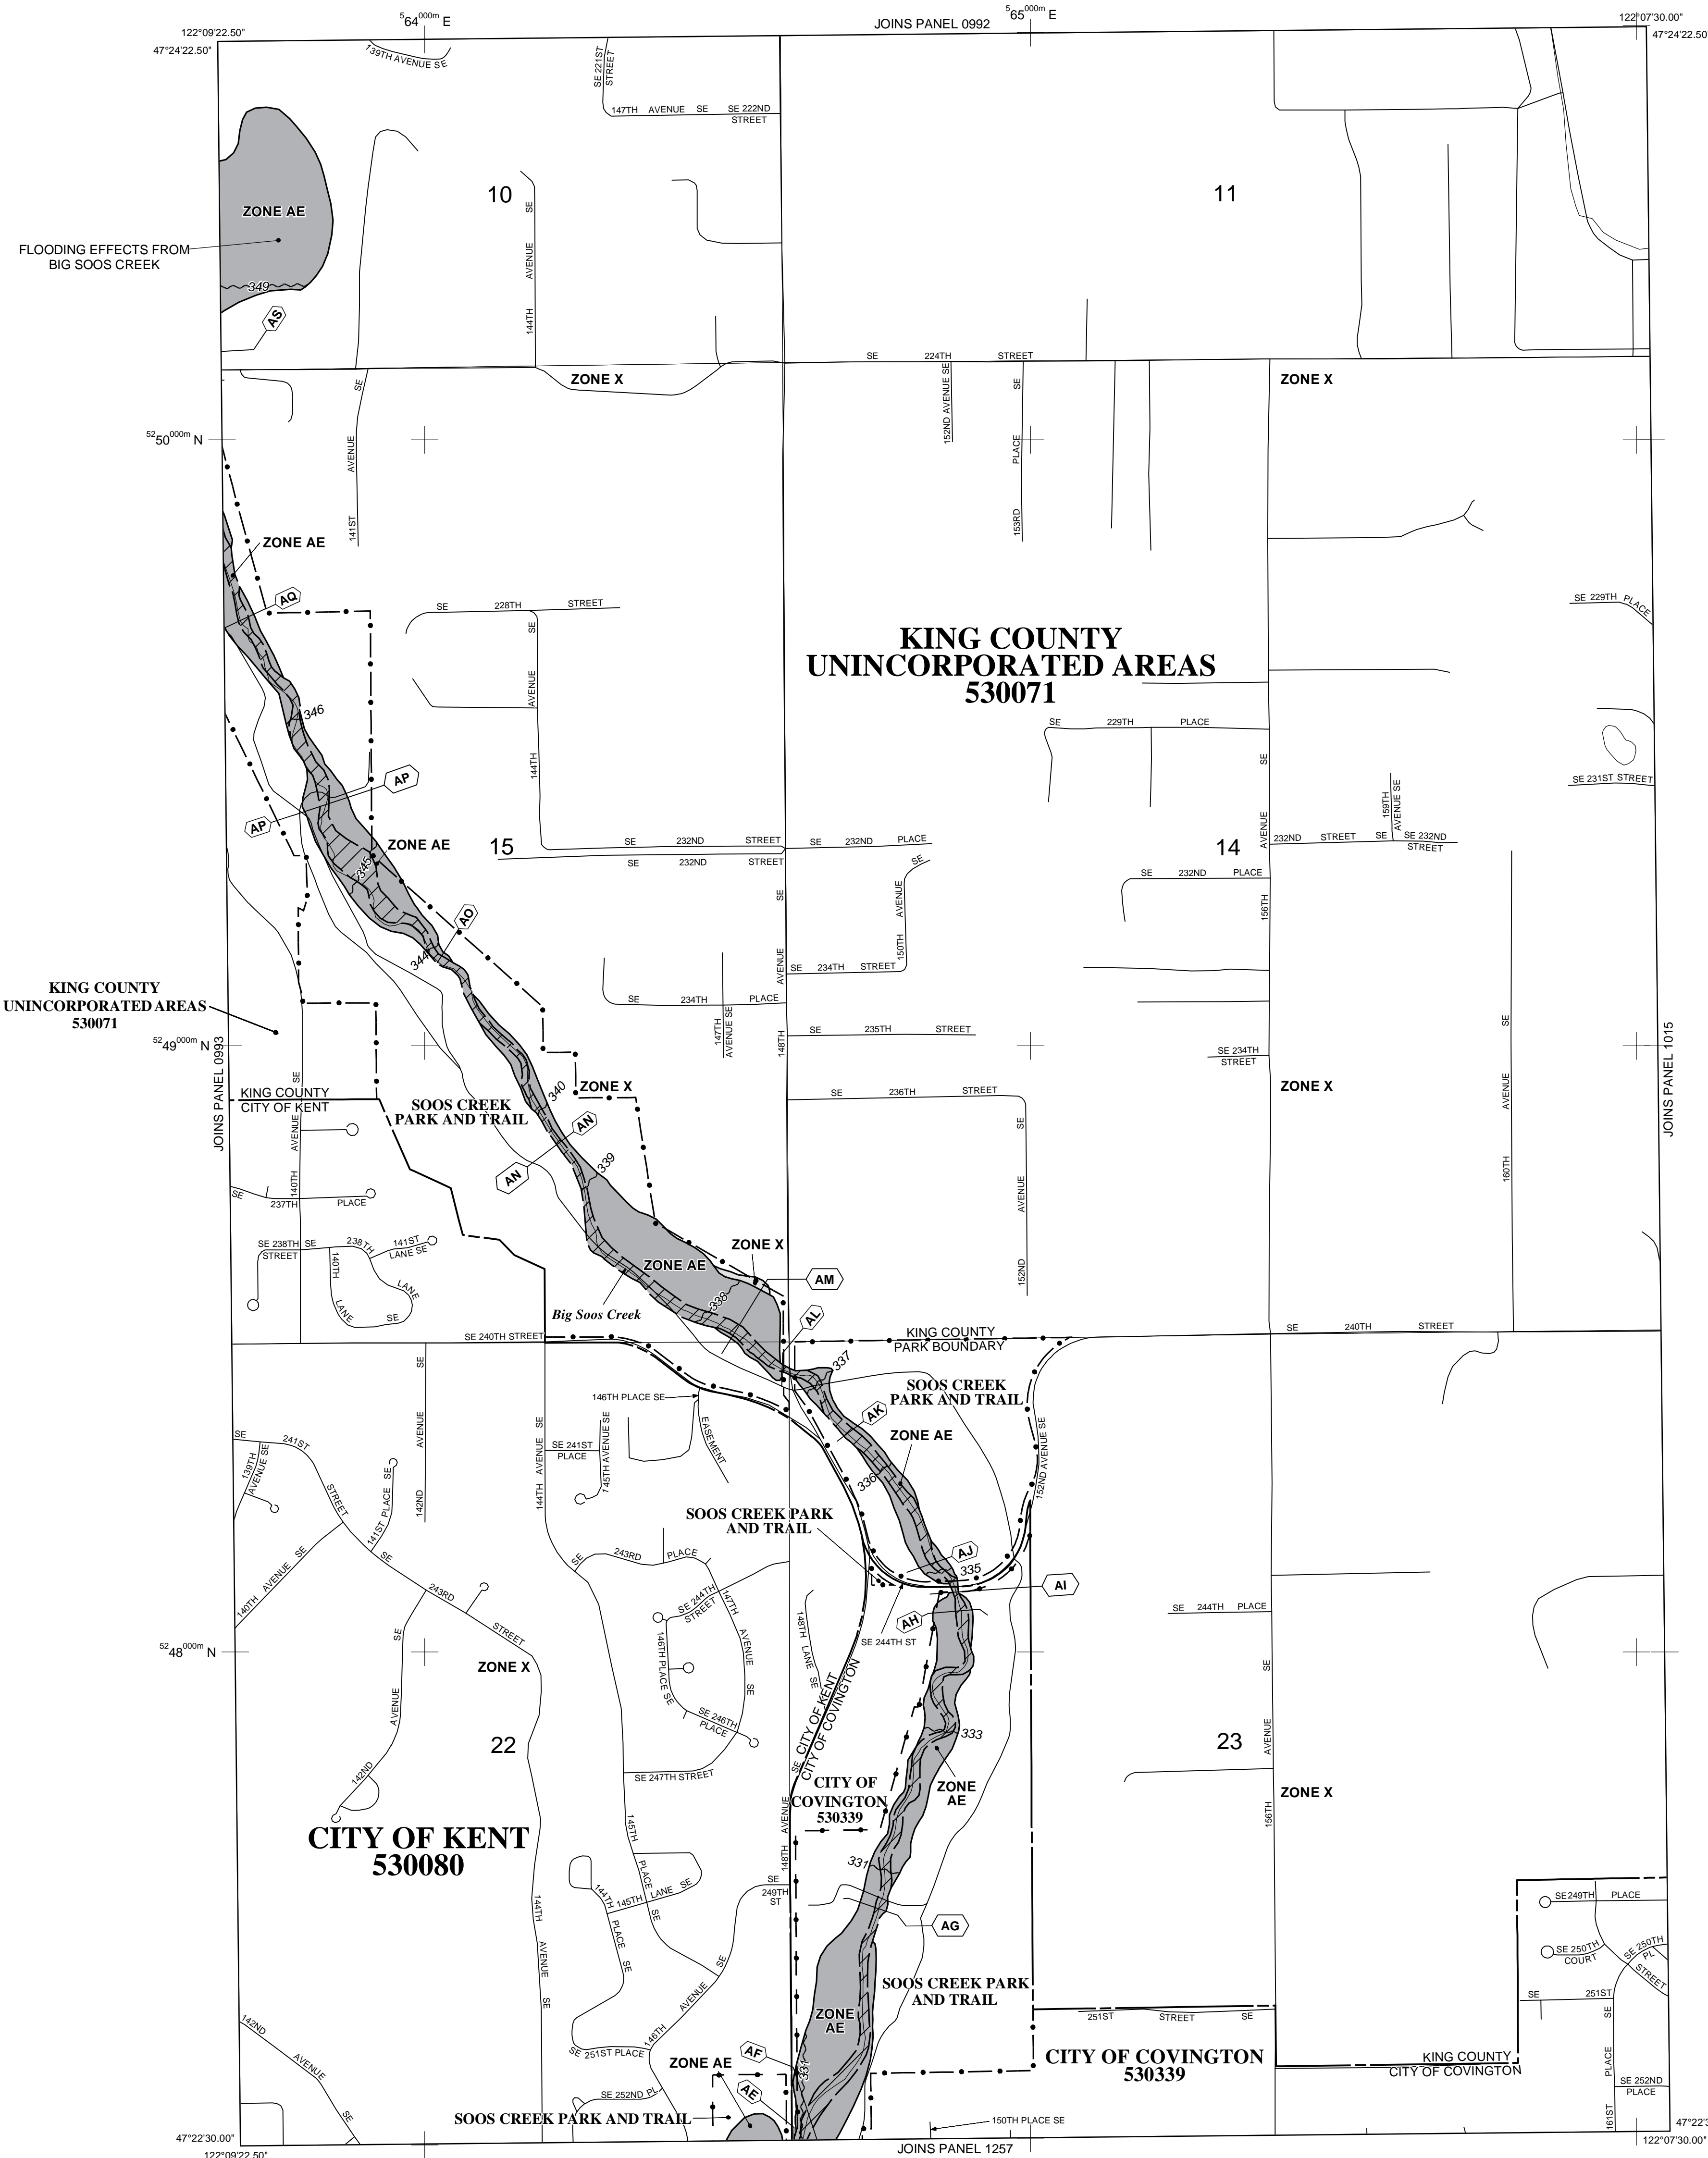 564000m E
JOINS PANEL 0992
565000m E
122°09'22.50"
122°07'30.00"
47°24'22.50"
47°24'22.50"
139TH AVENUE SE
SE 221ST
STREET
147TH AVENUE SE SE 222ND
STREET
10
11
144TH AVENUE SE
ZONE AE
FLOODING EFFECTS FROM
BIG SOOS CREEK
349
AS
SE 224TH STREET
ZONE X
ZONE X
141ST AVENUE SE
152ND AVENUE SE
153RD PLACE SE
5250000m N
ZONE AE
AQ
SE 228TH STREET
SE 229TH PLACE
KING COUNTY
UNINCORPORATED AREAS
530071
346
144TH AVENUE SE
SE 229TH PLACE
AP
AP
SE 231ST STREET
159TH
AVENUE SE
ZONE AE
345
15
14
SE 232ND STREET
SE 232ND PLACE
SE 232ND STREET
232ND STREET SE
SE 232ND
STREET
SE 232ND PLACE
156TH AVENUE SE
150TH AVENUE SE
AO
344
SE 234TH STREET
SE 234TH PLACE
147TH
AVENUE SE
148TH AVENUE SE
SE 235TH STREET
SE 234TH
STREET
KING COUNTY
UNINCORPORATED AREAS
530071
5249000m N
JOINS PANEL 0993
JOINS PANEL 1015
KING COUNTY
CITY OF KENT
140TH AVENUE SE
340
ZONE X
SOOS CREEK
PARK AND TRAIL
SE 236TH STREET
ZONE X
160TH AVENUE SE
AN
AN
339
152ND AVENUE SE
SE 237TH PLACE
SE 238TH
STREET
SE 238TH
141ST
LANE SE
140TH LANE SE LANE
ZONE X
ZONE AE
AM
338
Big Soos Creek
AL
SE 240TH STREET
KING COUNTY
PARK BOUNDARY
SE 240TH STREET
337
SOOS CREEK
PARK AND TRAIL
146TH PLACE SE
EASEMENT
AK
ZONE AE
336
152ND AVENUE SE
142ND AVENUE SE
144TH AVENUE SE
SE 241ST
PLACE
145TH AVENUE SE
SE 241ST STREET SE
139TH
AVENUE SE
141ST PLACE SE
140TH AVENUE SE
SOOS CREEK PARK
AND TRAIL
AJ
335
AI
AH
SE 244TH ST
SE 243RD PLACE
SE 244TH
STREET
147TH AVENUE SE
146TH PLACE SE
SE 246TH
PLACE
148TH LANE SE
243RD STREET
SE 244TH PLACE
5248000m N
ZONE X
142ND AVENUE SE
22
23
CITY OF KENT
CITY OF COVINGTON
SE
333
ZONE
AE
SE 247TH STREET
CITY OF
COVINGTON
530339
156TH AVENUE SE
ZONE X
CITY OF KENT
530080
331
148TH AVENUE
145TH PLACE SE
144TH PLACE SE
145TH LANE SE
SE
249TH
ST
AG
144TH AVENUE SE
SE 249TH PLACE
SE 250TH
COURT
SE 250TH
PL
STREET
SE 251ST
SOOS CREEK PARK
AND TRAIL
ZONE
AE
146TH AVENUE SE
SE 251ST PLACE
251ST STREET SE
142ND AVENUE SE
AF
331
ZONE AE
AE
SE 252ND PL
SOOS CREEK PARK AND TRAIL
CITY OF COVINGTON
530339
KING COUNTY
CITY OF COVINGTON
161ST PLACE SE
SE 252ND
PLACE
150TH PLACE SE
47°22'30.00"
122°09'22.50"
JOINS PANEL 1257
47°22'3
122°07'30.00"